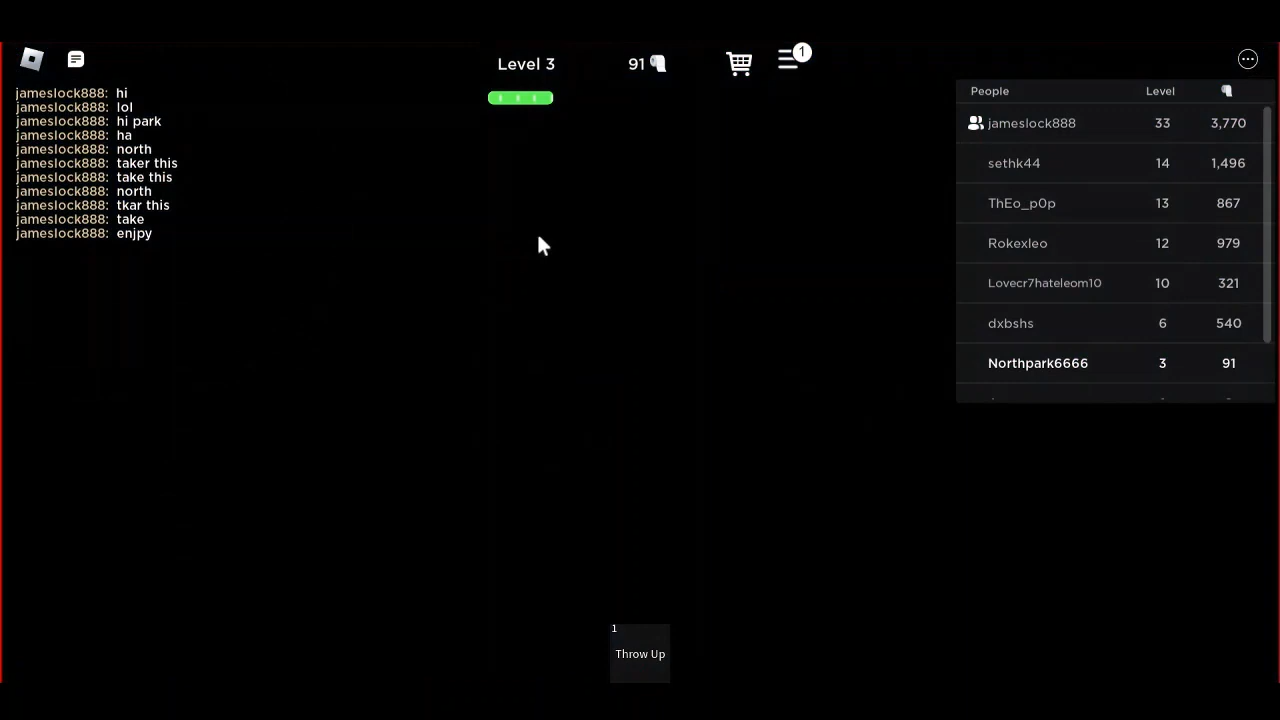 Level 3 91 1
jameslock888: hi
jameslock888: lol
jameslock888: hi park
jameslock888: ha
jameslock888: north
jameslock888: taker this
jameslock888: take this
jameslock888: north
jameslock888: tkar this
jameslock888: take
jameslock888: enjpy
People Level
jameslock888 33 3,770
sethk44 14 1,496
ThEo_p0p 13 867
Rokexleo 12 979
Lovecr7hateleom10 10 321
dxbshs 6 540
Northpark6666 3 91
1
Throw Up